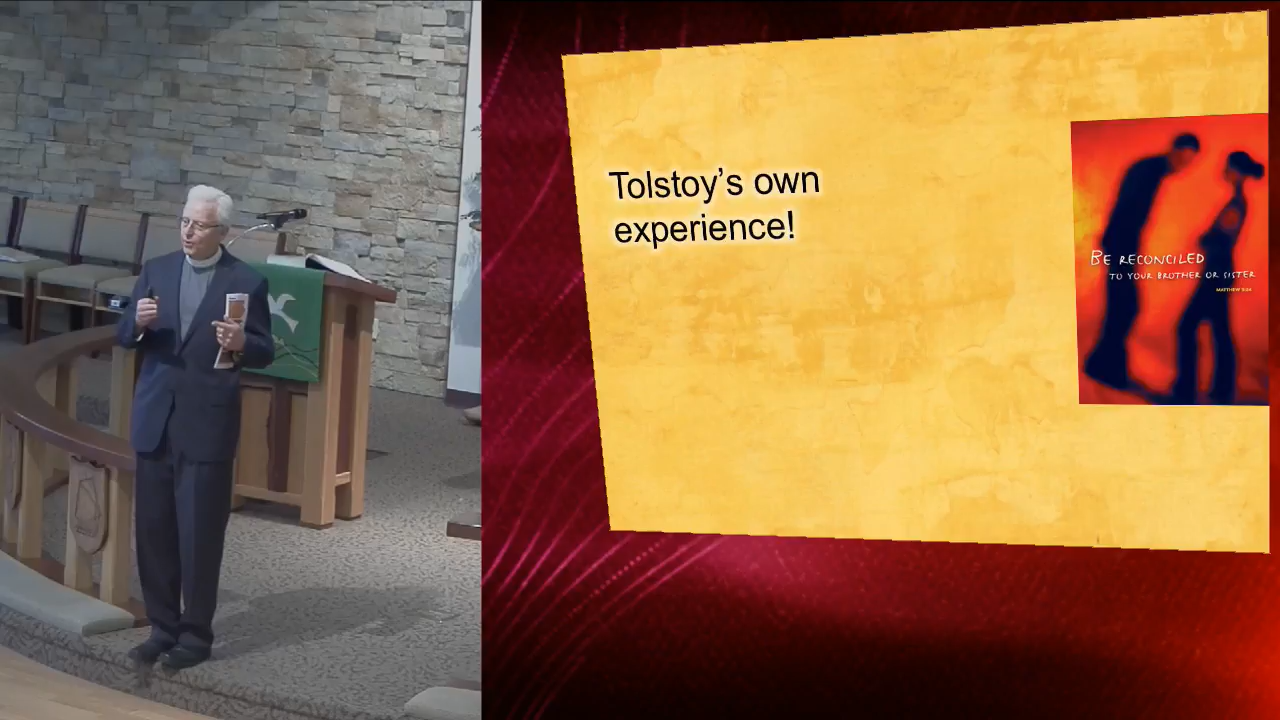 Tolstoy’s own
experience!
BE RECONCILED
TO YOUR BROTHER OR SISTER